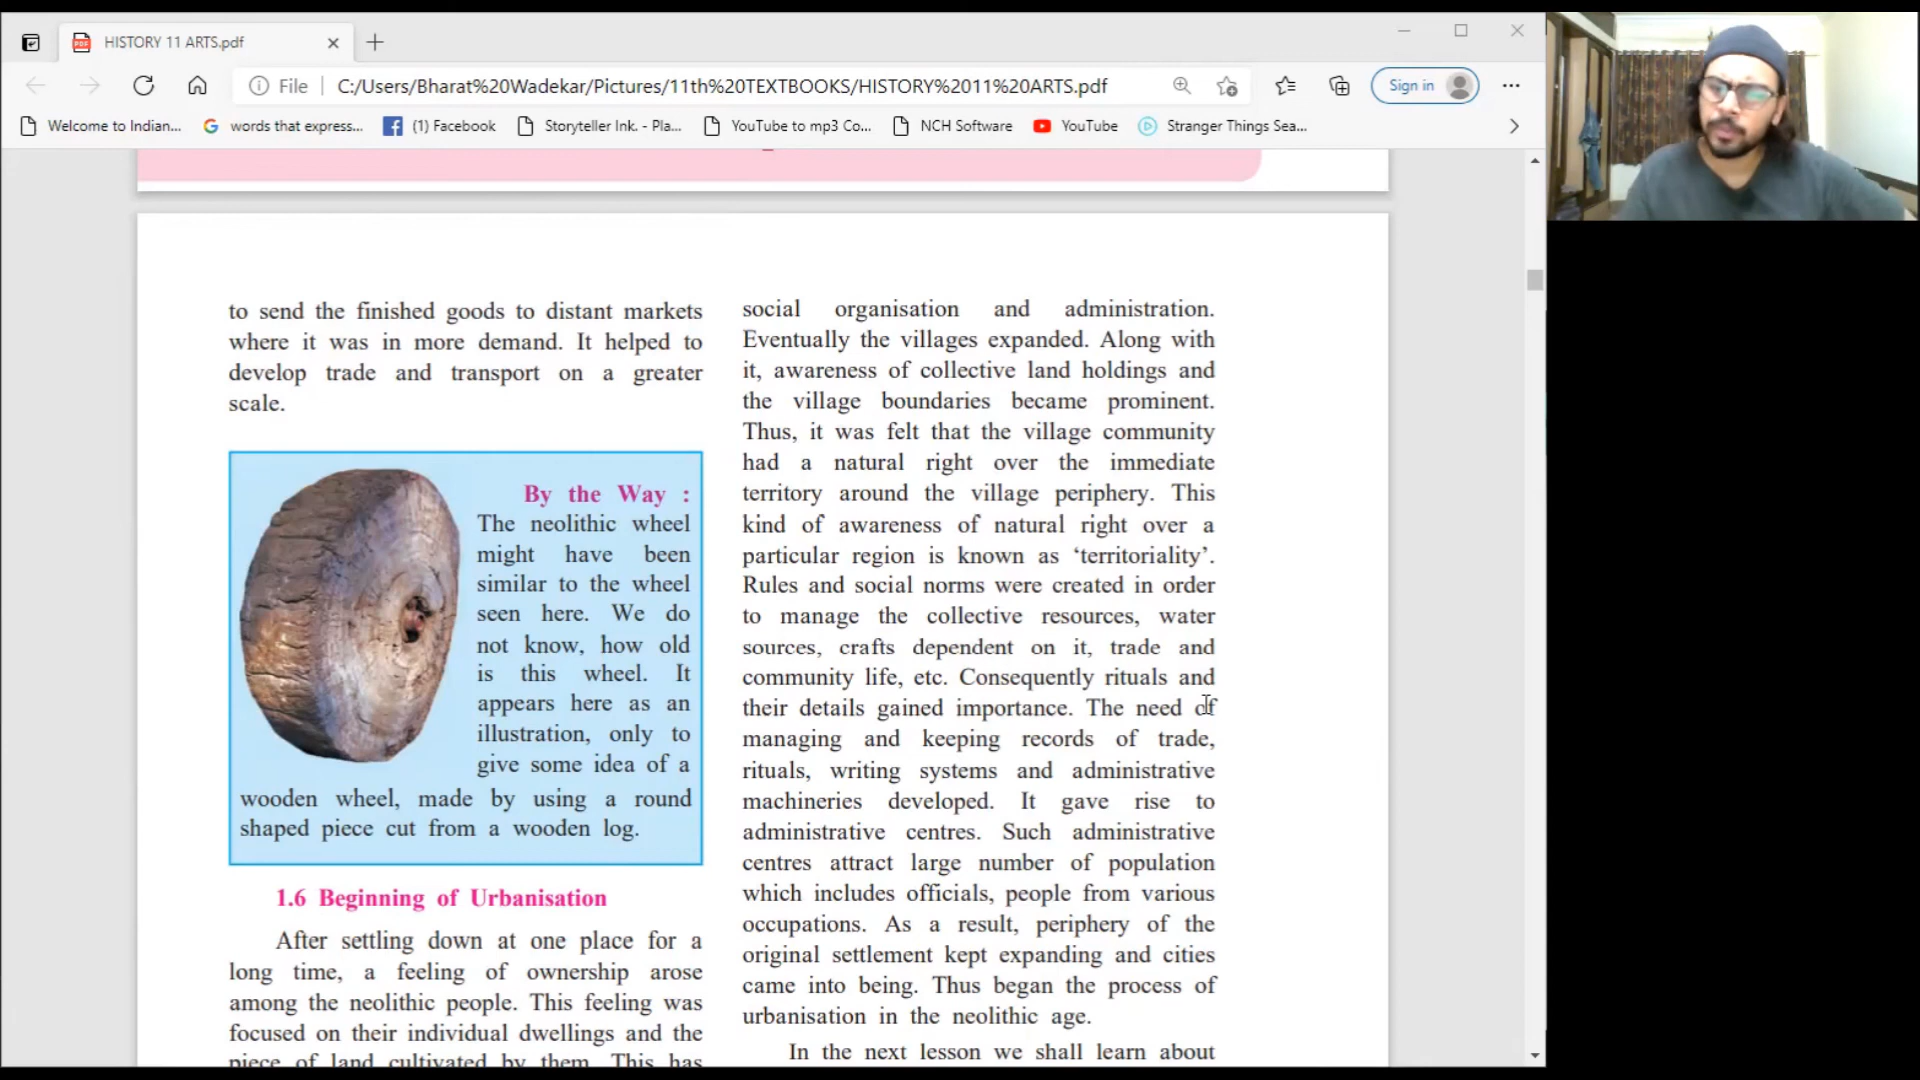 HISTORY 11 ARTS.pdf
File
C:/Users/Bharat%20Wadekar/Pictures/11th%20TEXTBOOKS/HISTORY%2011%20ARTS.pdf
Sign in
Welcome to Indian...
words that express...
(1) Facebook
Storyteller Ink. - Pla...
YouTube to mp3 Co...
NCH Software
YouTube
Stranger Things Sea...
to send the finished goods to distant markets
where it was in more demand. It helped to
develop trade and transport on a greater
scale.
By the Way :
The neolithic wheel
might have been
similar to the wheel
seen here. We do
not know, how old
is this wheel. It
appears here as an
illustration, only to
give some idea of a
wooden wheel, made by using a round
shaped piece cut from a wooden log.
1.6 Beginning of Urbanisation
After settling down at one place for a
long time, a feeling of ownership arose
among the neolithic people. This feeling was
focused on their individual dwellings and the
piece of land cultivated by them. This has
social organisation and administration.
Eventually the villages expanded. Along with
it, awareness of collective land holdings and
the village boundaries became prominent.
Thus, it was felt that the village community
had a natural right over the immediate
territory around the village periphery. This
kind of awareness of natural right over a
particular region is known as ‘territoriality’.
Rules and social norms were created in order
to manage the collective resources, water
sources, crafts dependent on it, trade and
community life, etc. Consequently rituals and
their details gained importance. The need of
managing and keeping records of trade,
rituals, writing systems and administrative
machineries developed. It gave rise to
administrative centres. Such administrative
centres attract large number of population
which includes officials, people from various
occupations. As a result, periphery of the
original settlement kept expanding and cities
came into being. Thus began the process of
urbanisation in the neolithic age.
In the next lesson we shall learn about